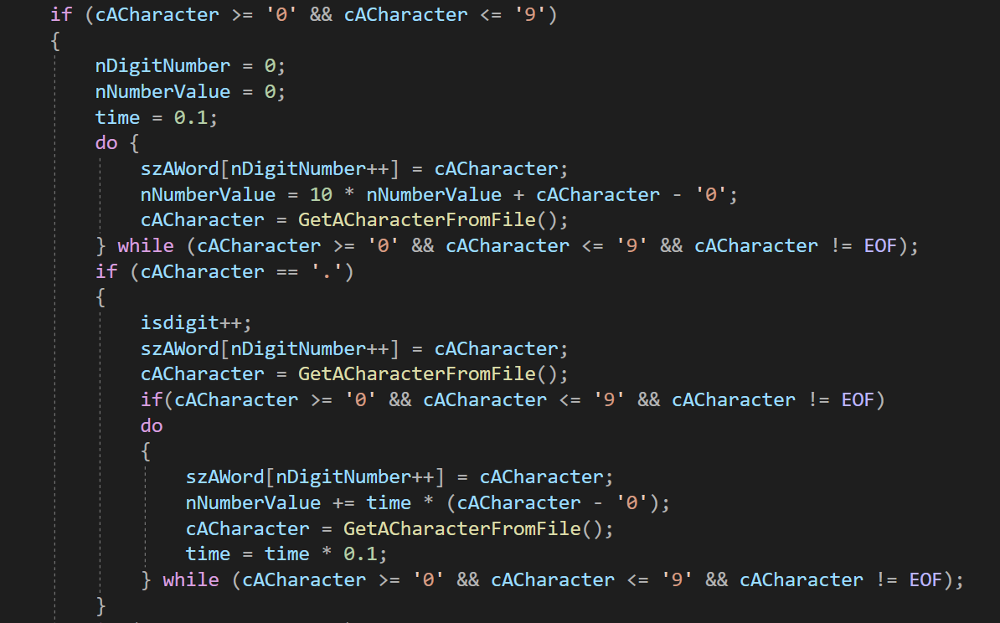 if (cACharacter >= '0' && cACharacter <= '9')
{
nDigitNumber = 0;
nNumberValue = 0;
time = 0.1;
do {
szAWord[nDigitNumber++] = cACharacter;
nNumberValue = 10 * nNumberValue + cACharacter - '0';
cACharacter = GetACharacterFromFile();
} while (cACharacter >= '0' && cACharacter <= '9' && cACharacter != EOF);
if (cACharacter == '.')
{
isdigit++;
szAWord[nDigitNumber++] = cACharacter;
cACharacter = GetACharacterFromFile();
if(cACharacter >= '0' && cACharacter <= '9' && cACharacter != EOF)
do
{
szAWord[nDigitNumber++] = cACharacter;
nNumberValue += time * (cACharacter - '0');
cACharacter = GetACharacterFromFile();
time = time * 0.1;
} while (cACharacter >= '0' && cACharacter <= '9' && cACharacter != EOF);
}